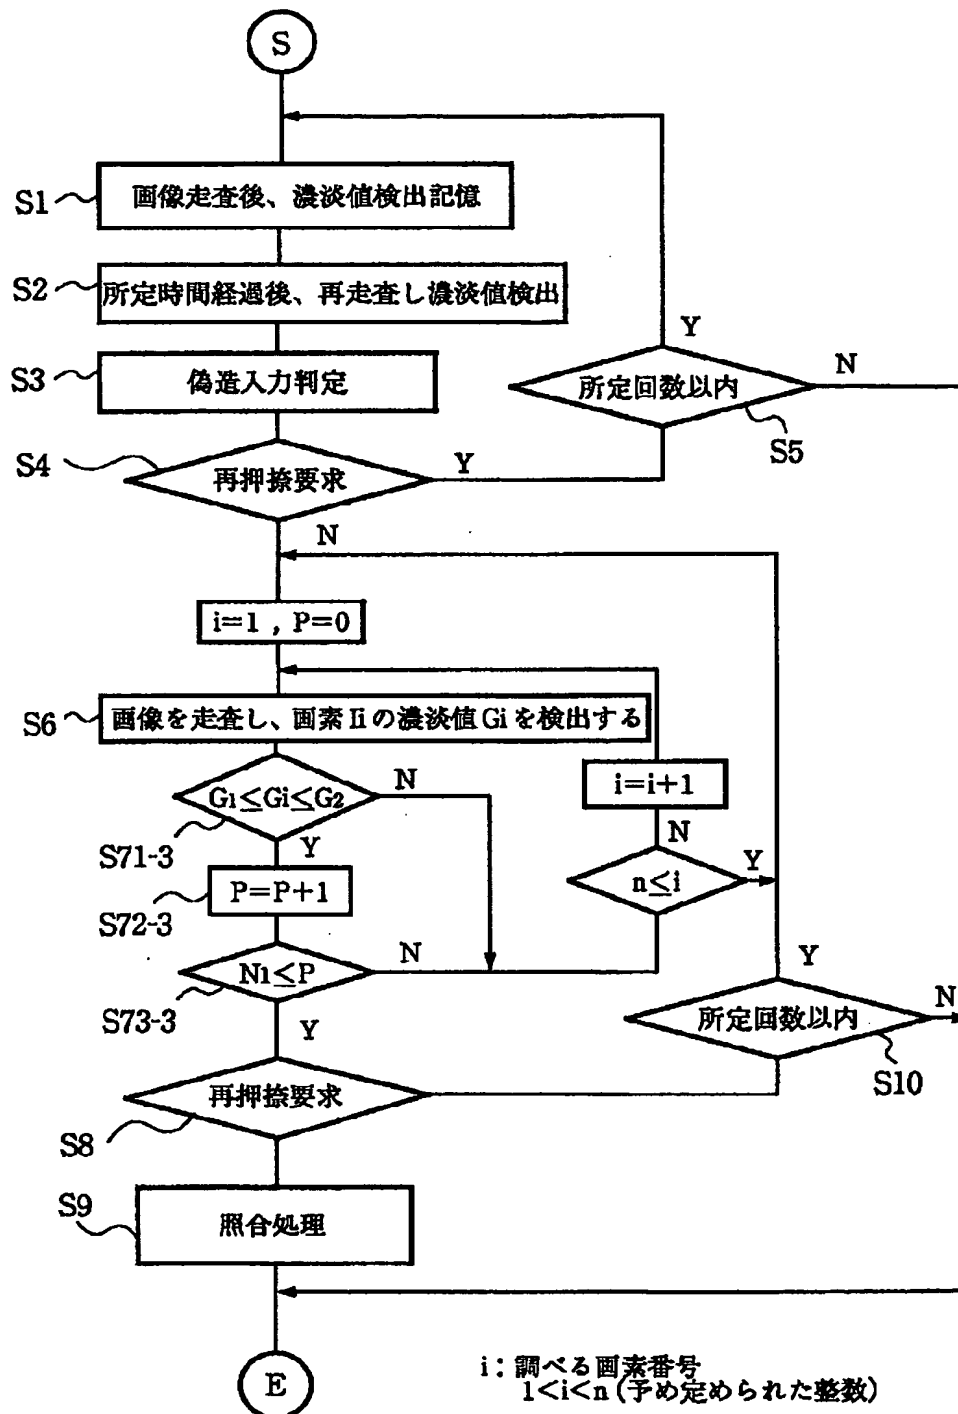 S
S1
画像走査後、濃淡値検出記憶
S2
所定時間経過後、再走査し濃淡値検出
Y
S3
偽造入力判定
所定回数以内
N
S5
S4
再押捺要求
Y
N
i=1 , P=0
S6
画像を走査し、画素Iiの濃淡値Giを検出する
G1≤Gi≤G2
N
i=i+1
S71-3
Y
N
P=P+1
n≤i
Y
S72-3
N1≤P
N
Y
S73-3
所定回数以内
N
Y
S10
再押捺要求
S8
S9
照合処理
E
i：調べる画素番号
1<i<n(予め定められた整数)